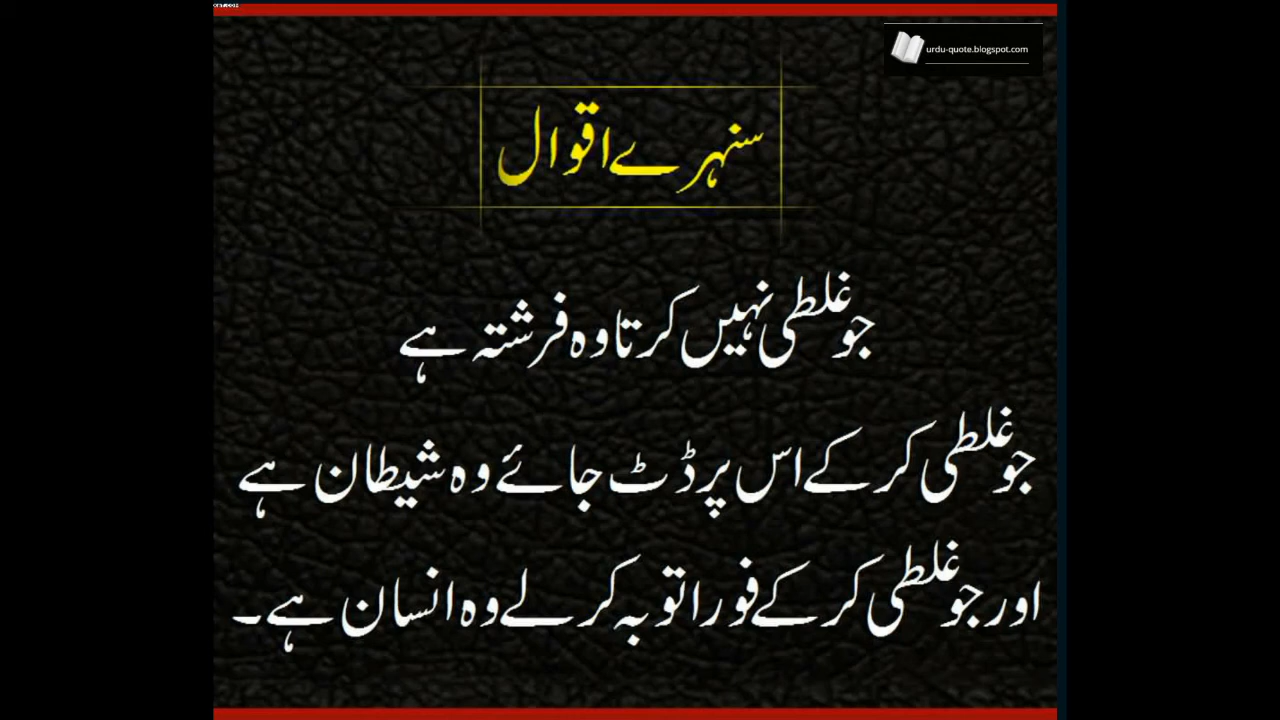 urdu-quote.blogspot.com
سنہرے اقوال
جو غلطی نہیں کرتا وہ فرشتہ ہے
جو غلطی کر کے اس پر ڈٹ جائے وہ شیطان ہے
اور جو غلطی کر کے فورا توبہ کر لے وہ انسان ہے۔